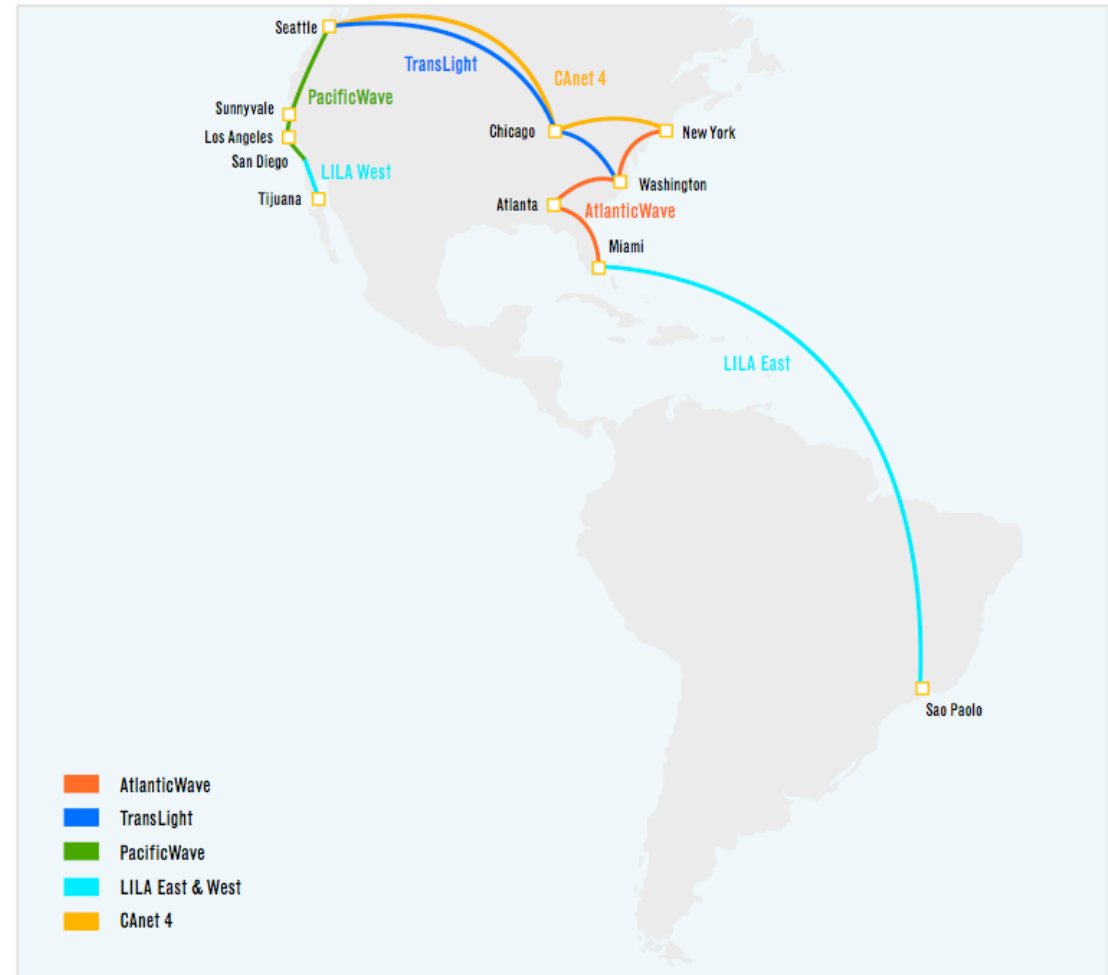 Seattle
TransLight
CAnet 4
PacificWave
Sunnyvale
Chicago
New York
Los Angeles
San Diego
LILA West
Washington
Tijuana
Atlanta
AtlanticWave
Miami
LILA East
Sao Paolo
AtlanticWave
TransLight
PacificWave
LILA East & West
CAnet 4